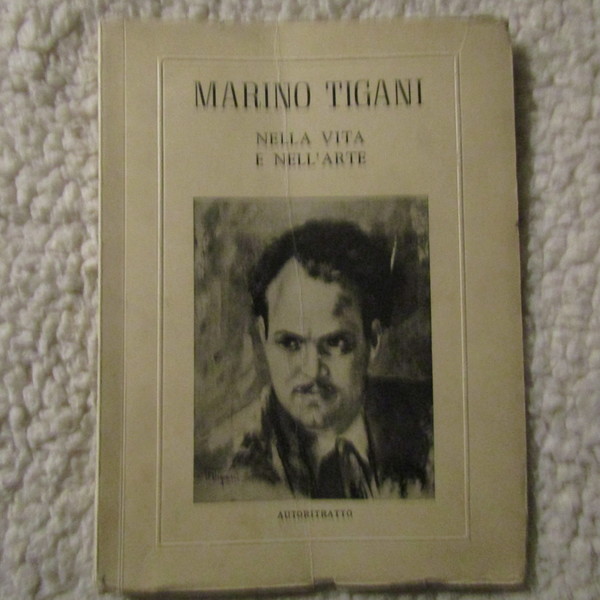 MARINO TIGANI
NELLA VITA
E NELL'ARTE
AUTORITRATTO